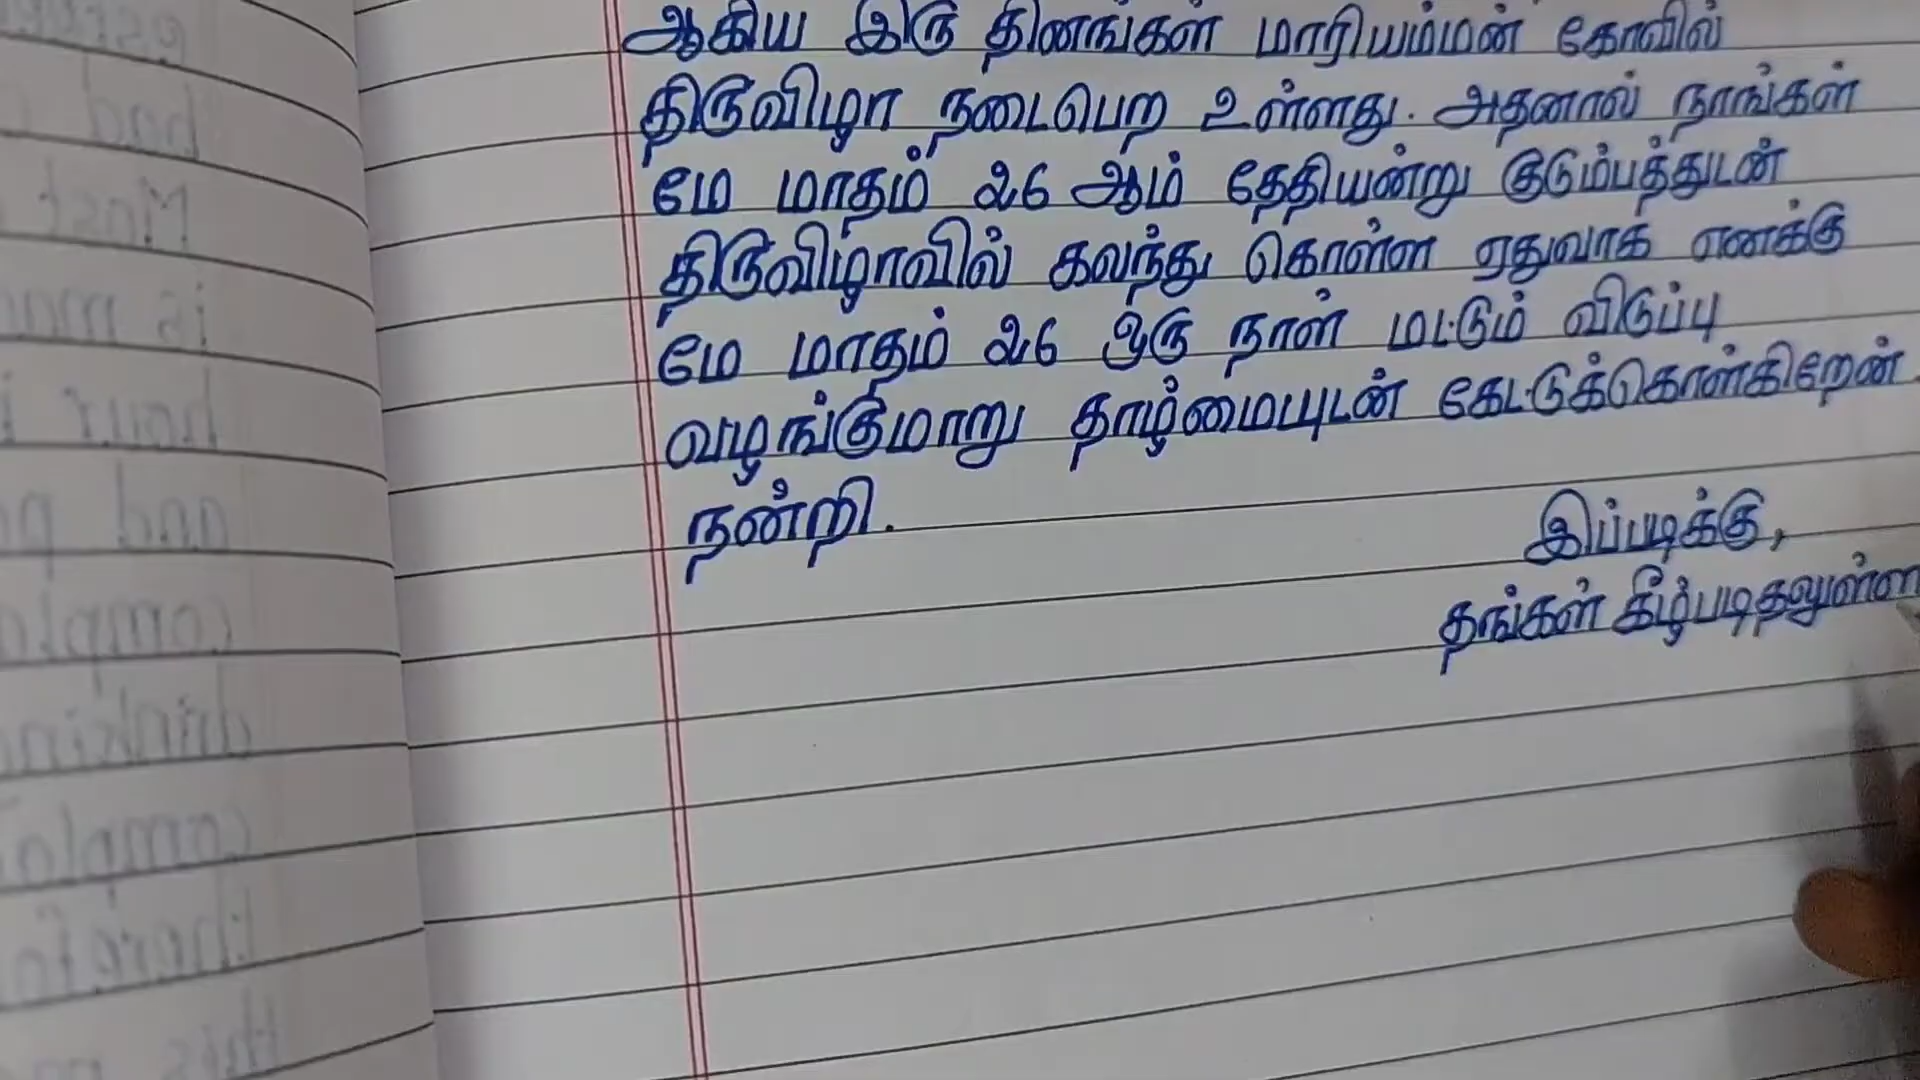 ஆகிய இரு தினங்கள் மாரியம்மன் கோவில்
திருவிழா நடைபெற உள்ளது. அதனால் நாங்கள்
மே மாதம் 26 ஆம் தேதியன்று குடும்பத்துடன்
திருவிழாவில் கலந்து கொள்ள ஏதுவாக எனக்கு
மே மாதம் 26 ஒரு நாள் மட்டும் விடுப்பு
வழங்குமாறு தாழ்மையுடன் கேட்டுக்கொள்கிறேன்.
நன்றி.
இப்படிக்கு,
தங்கள் கீழ்படிதலுள்ள